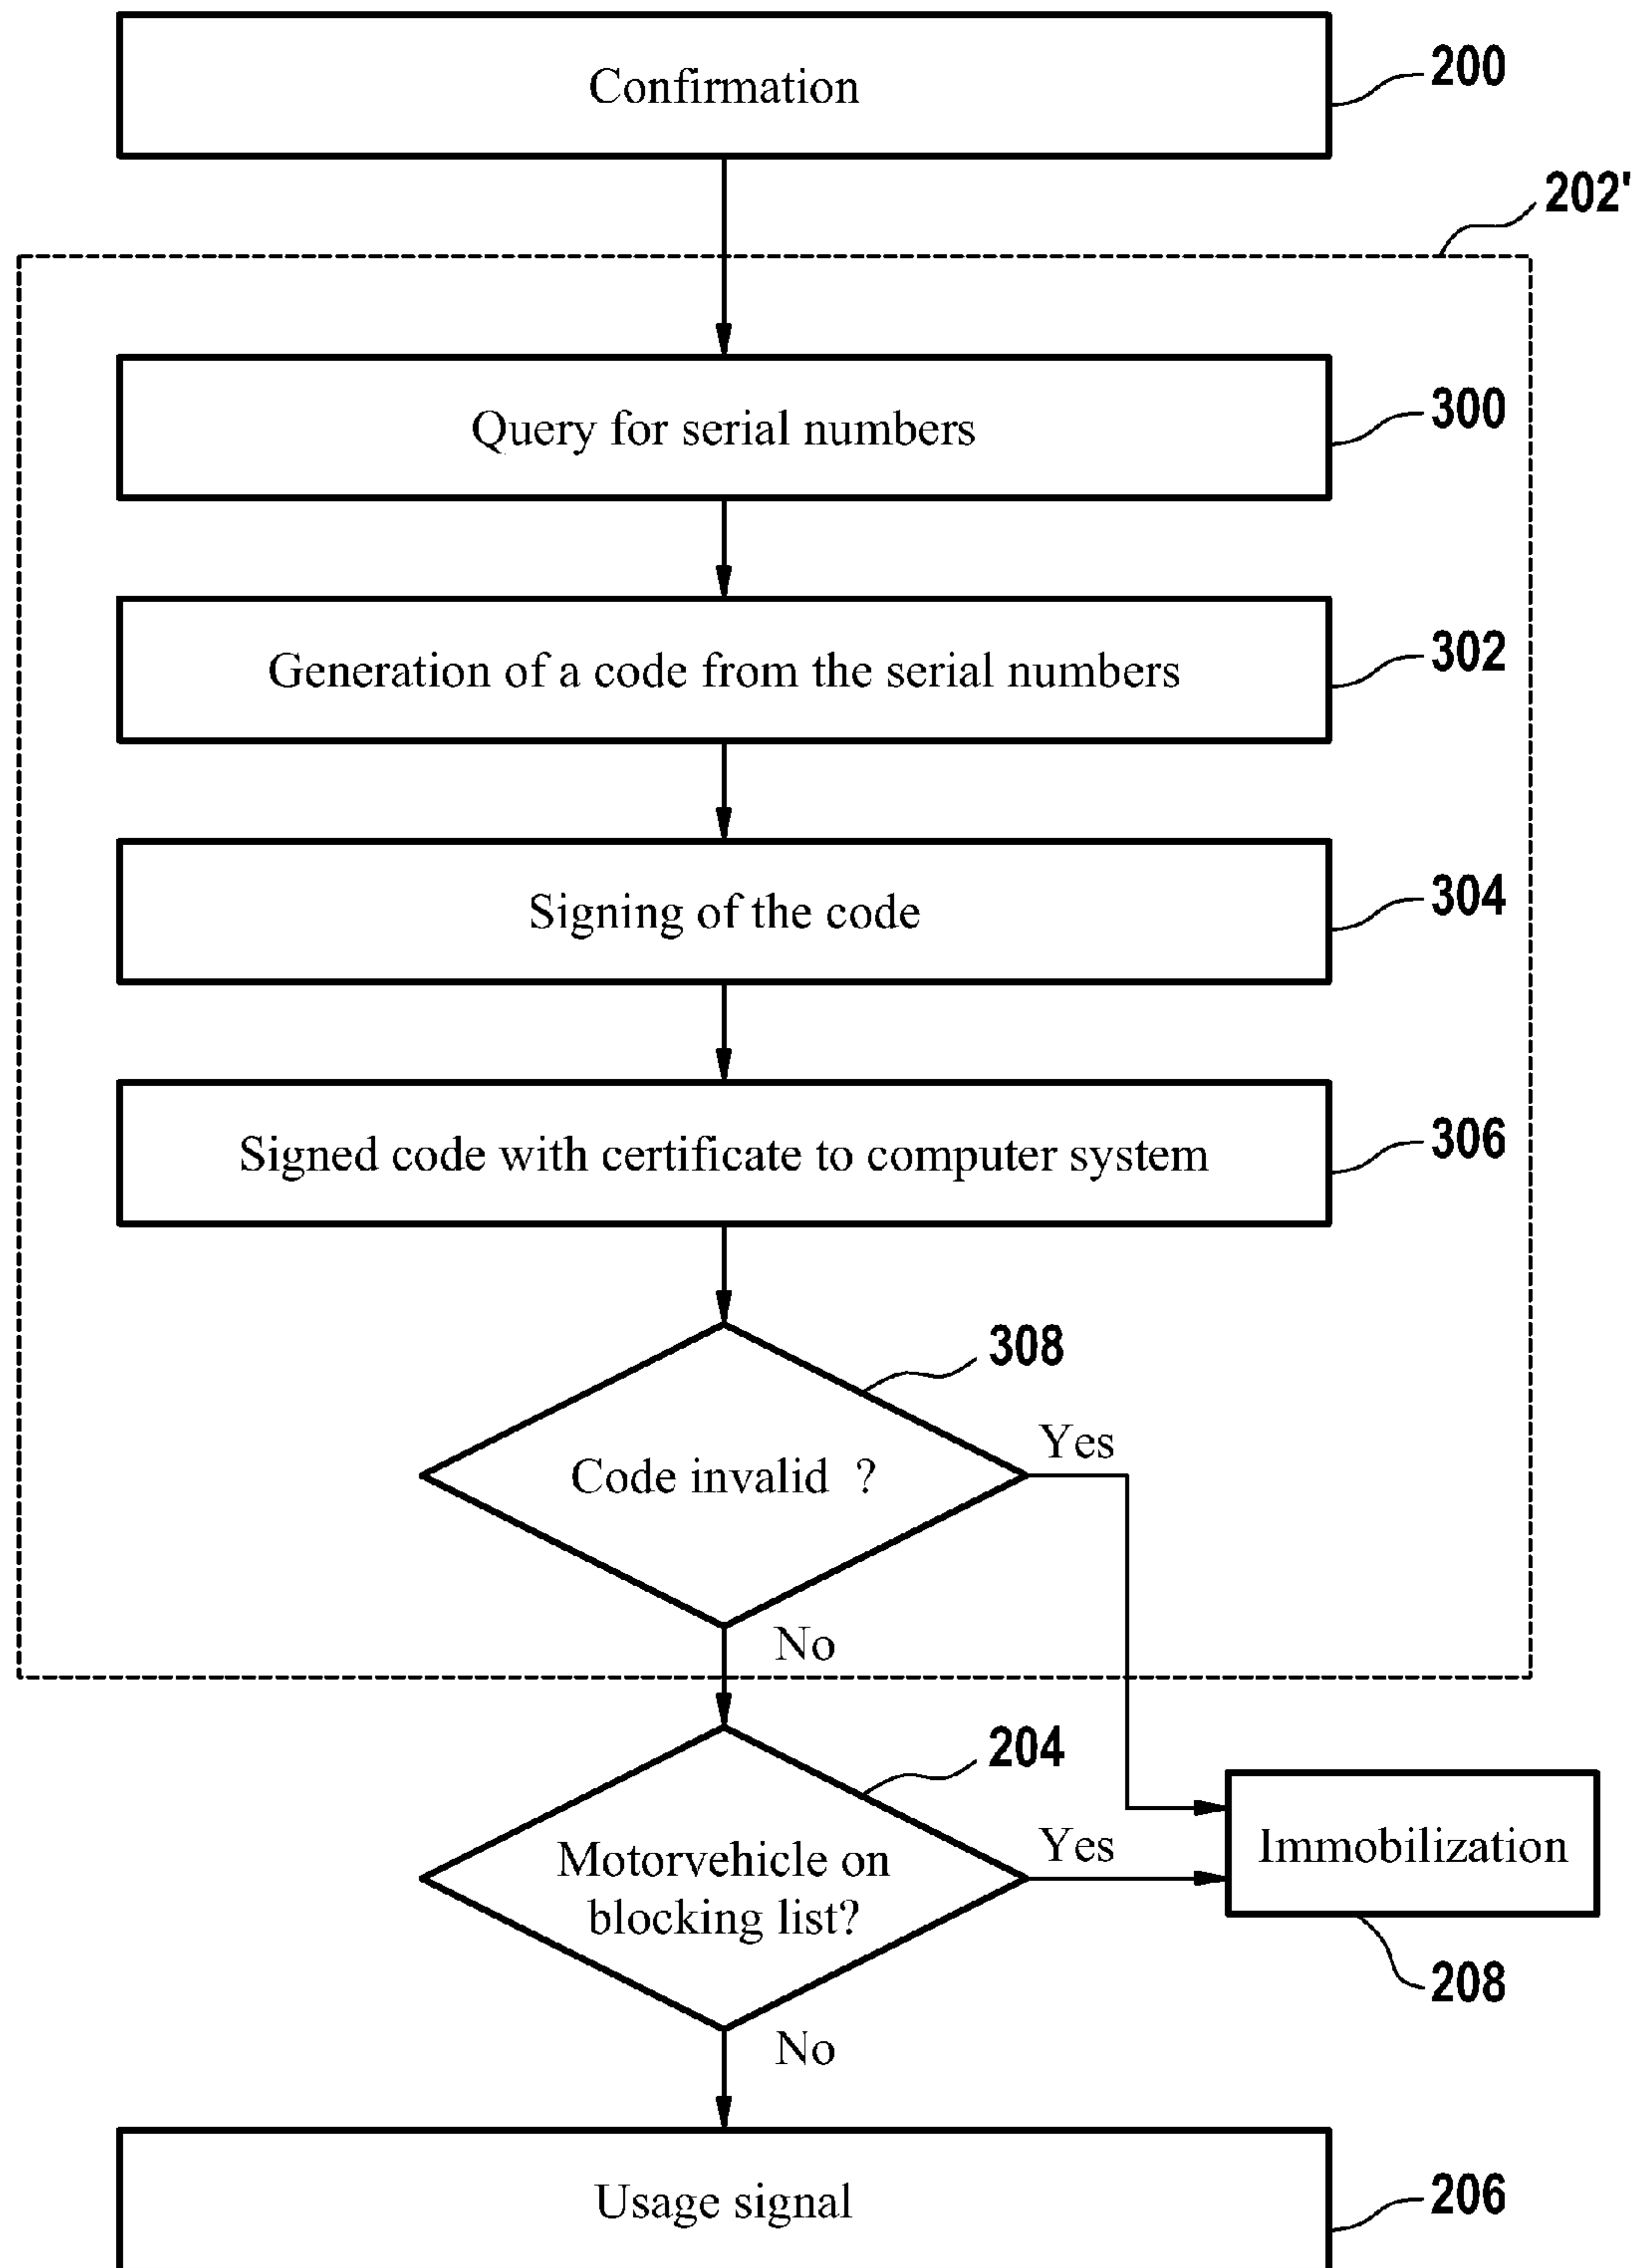 Confirmation
200
202'
Query for serial numbers
300
Generation of a code from the serial numbers
302
Signing of the code
304
Signed code with certificate to computer system
306
308
Code invalid ?
Yes
No
204
Motorvehicle on
blocking list?
Yes
Immobilization
208
No
Usage signal
206